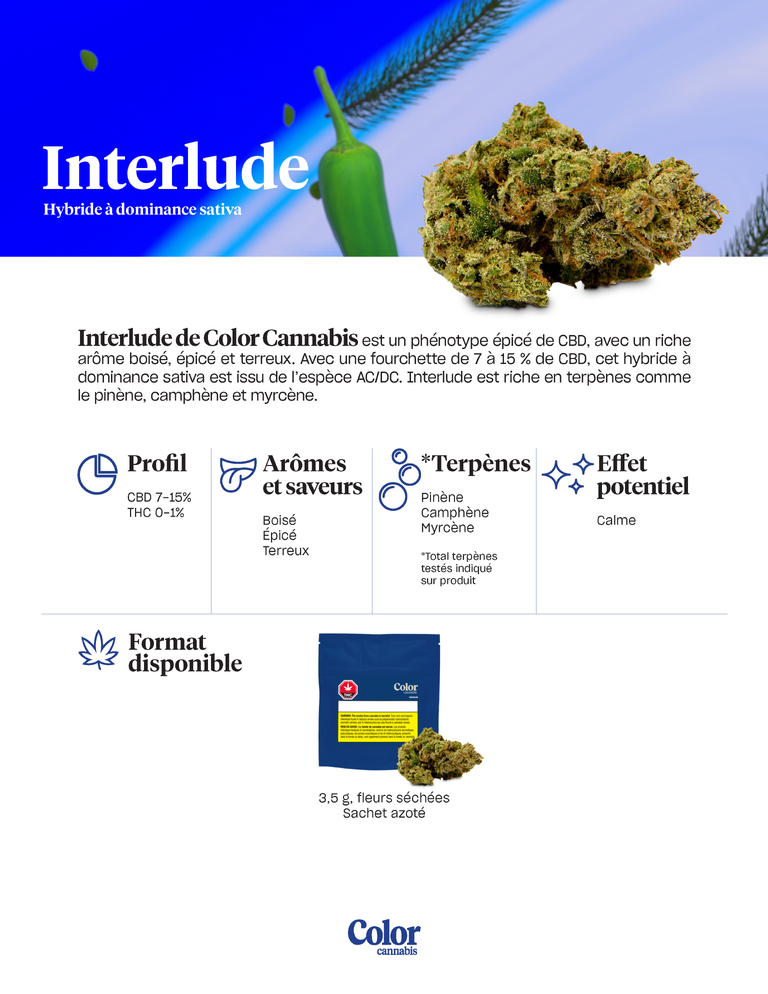 Interlude
Hybride à dominance sativa
Interlude de Color Cannabis est un phénotype épicé de CBD, avec un riche
arôme boisé, épicé et terreux. Avec une fourchette de 7 à 15 % de CBD, cet hybride à
dominance sativa est issu de l’espèce AC/DC. Interlude est riche en terpènes comme
le pinène, camphène et myrcène.
Profil
CBD 7–15%
THC 0–1%
Arômes
et saveurs
Boisé
Épicé
Terreux
*Terpènes
Pinène
Camphène
Myrcène
*Total terpènes
testés indiqué
sur produit
Effet
potentiel
Calme
Format
disponible
Color
3,5 g, fleurs séchées
Sachet azoté
Color
cannabis